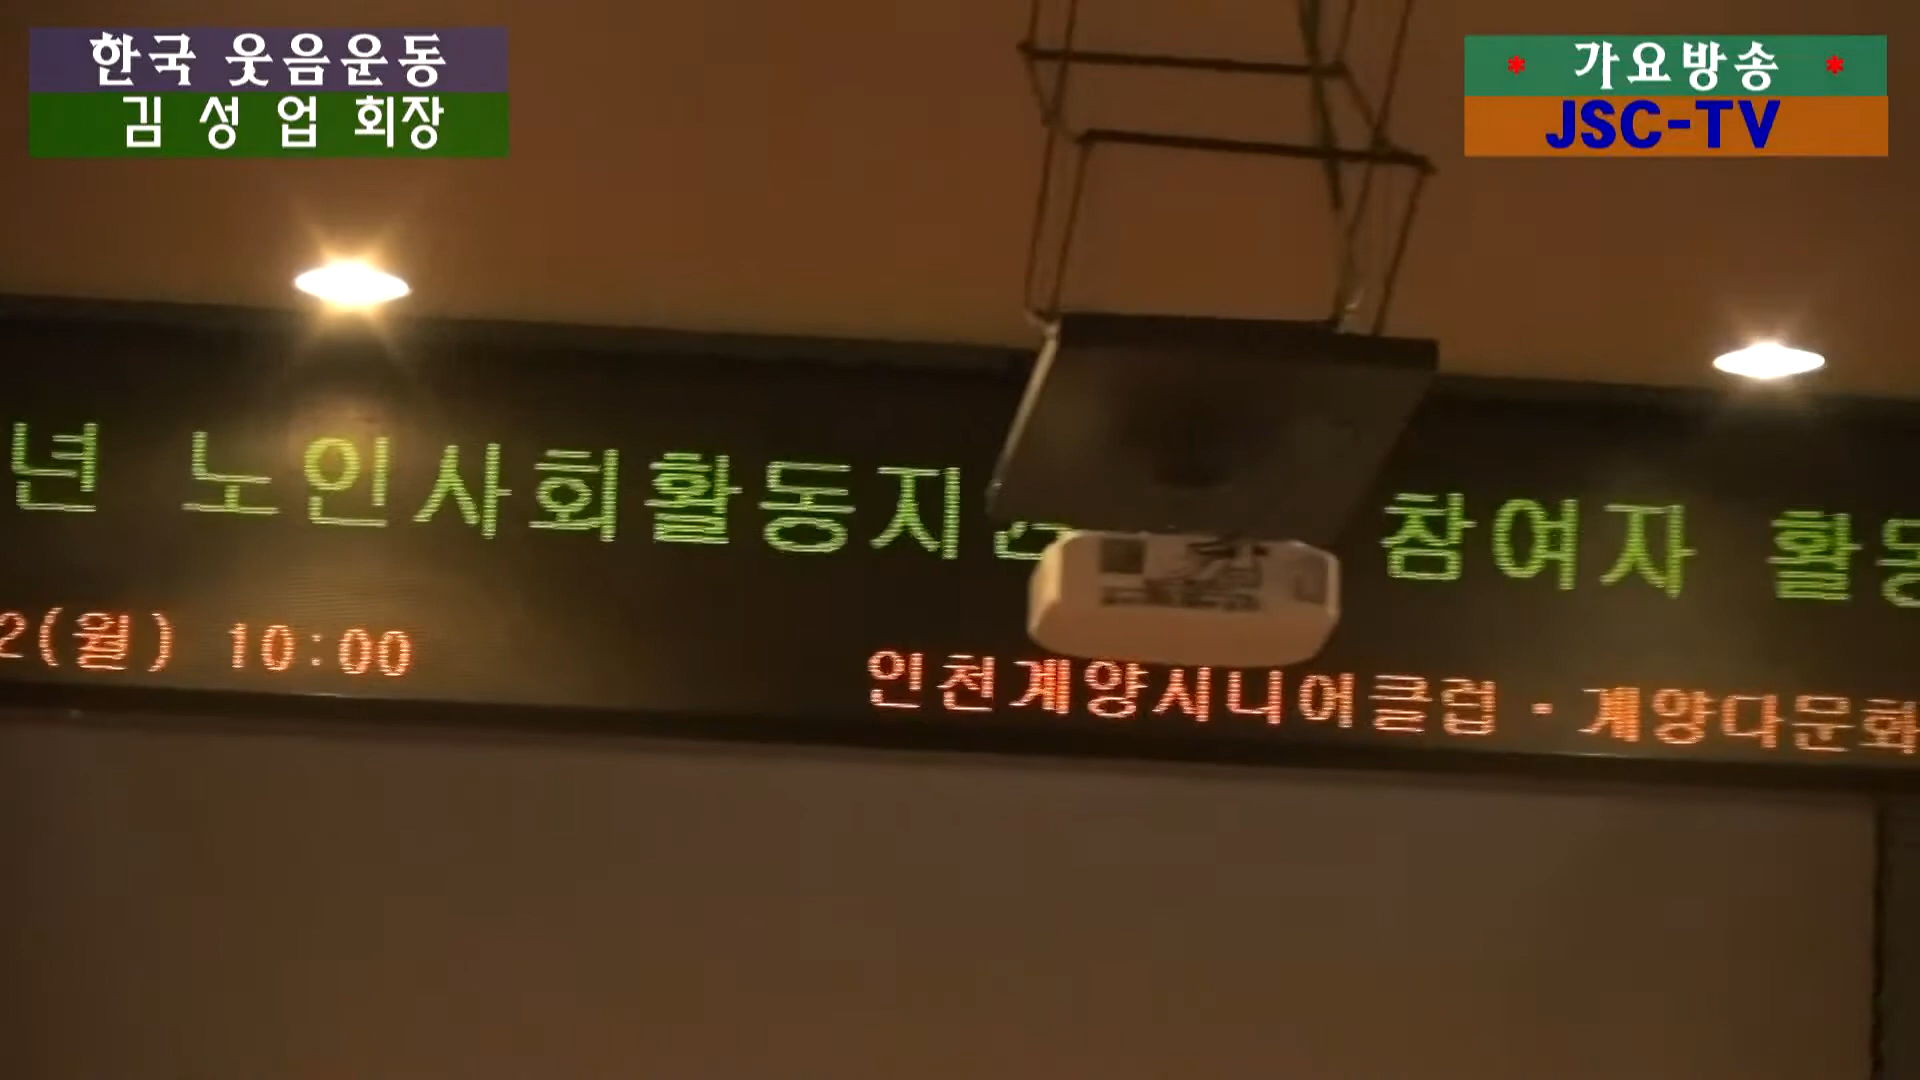 한국 웃음운동
김 성 업 회장
* 가요방송 *
JSC-TV
년 노인사회활동지 참여자 활동
2(월) 10:00 인천계양시니어클럽 · 계양다문화